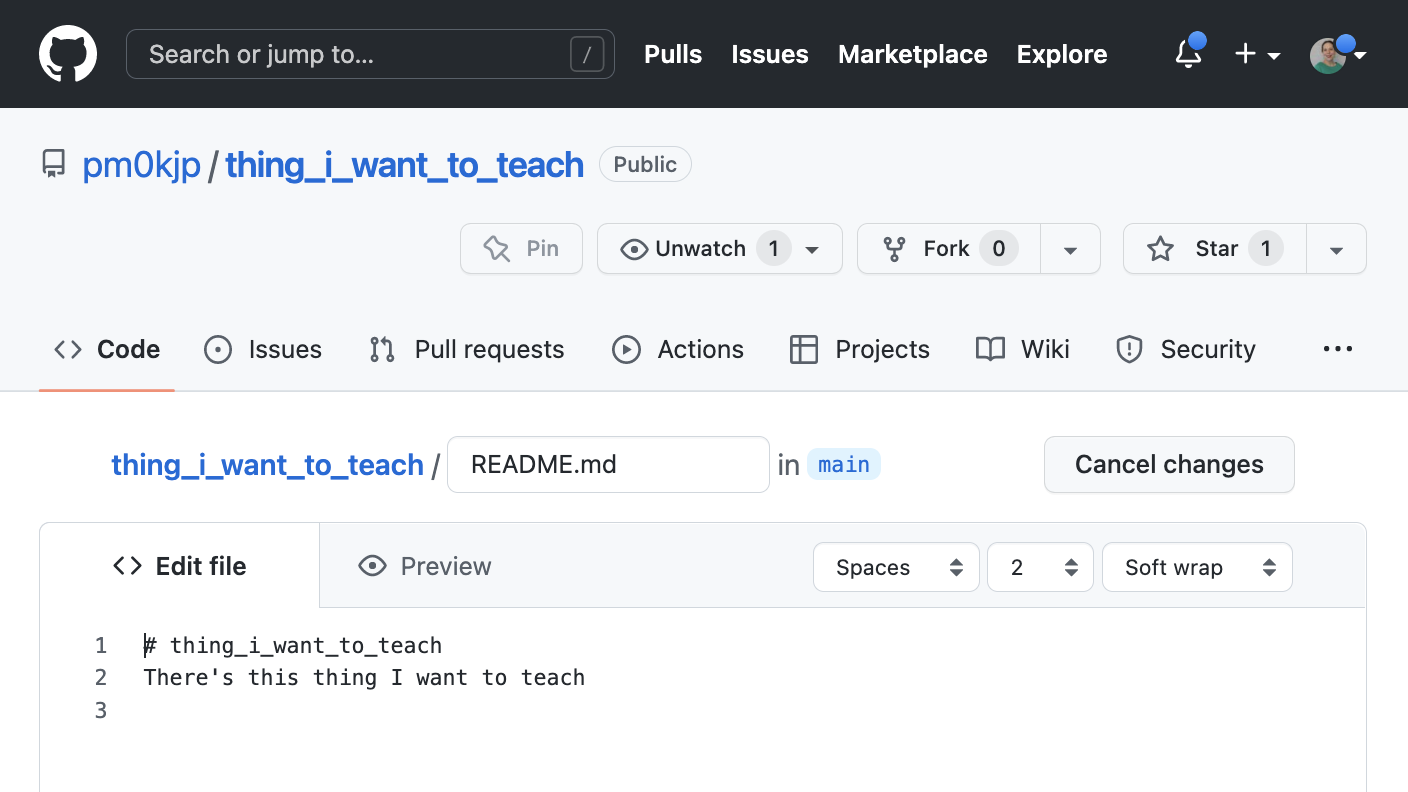 Search or jump to... /
Pulls Issues Marketplace Explore
pm0kjp / thing_i_want_to_teach Public
Pin Unwatch 1 Fork 0 Star 1
Code Issues Pull requests Actions Projects Wiki Security ...
thing_i_want_to_teach / README.md in main Cancel changes
<> Edit file Preview Spaces 2 Soft wrap
1 # thing_i_want_to_teach
2 There's this thing I want to teach
3